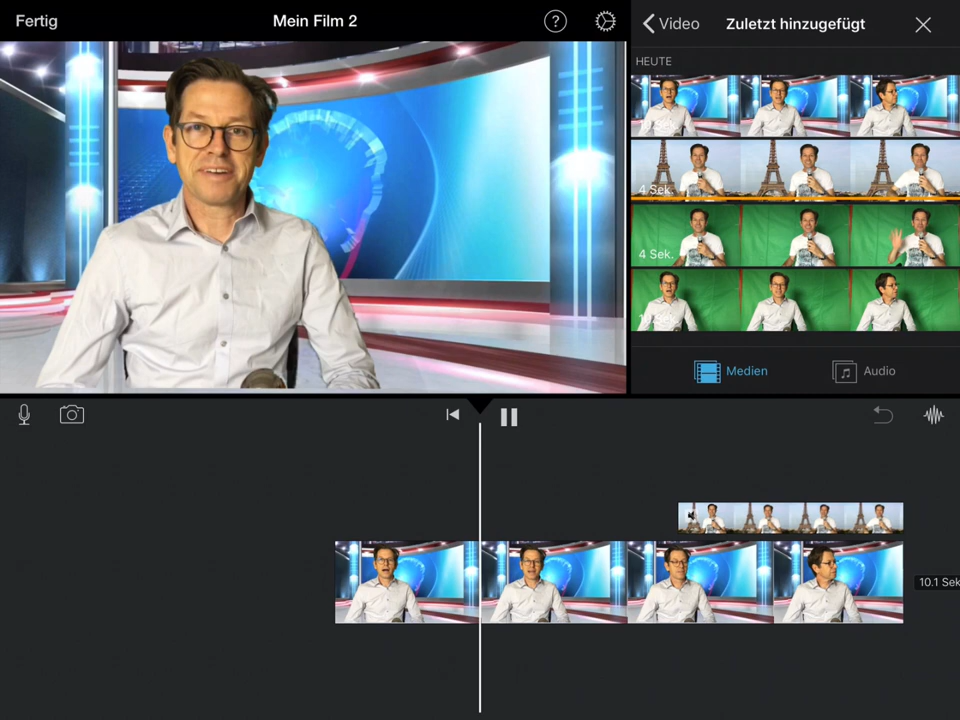 Fertig
Mein Film 2
?
Video
Zuletzt hinzugefügt
HEUTE
4 Sek.
4 Sek.
Medien
Audio
10.1 Sek